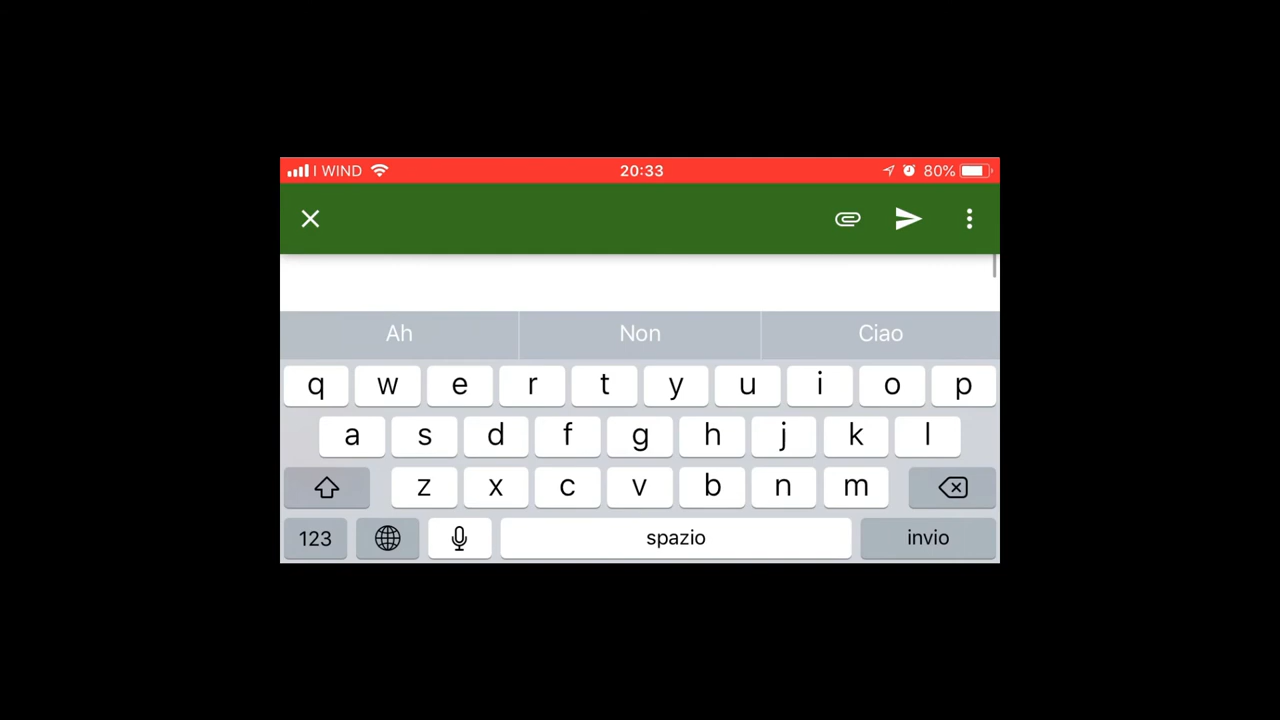 I WIND 20:33 80%
Ah Non Ciao
q w e r t y u i o p
a s d f g h j k l
z x c v b n m
123 spazio invio